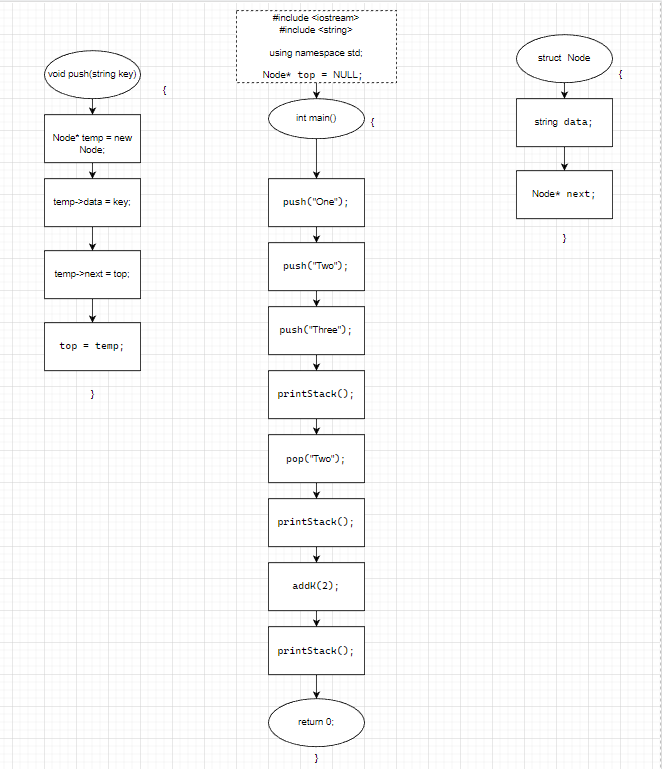 void push(string key)
{
Node* temp = new
Node;
temp->data = key;
temp->next = top;
top = temp;
}
#include <iostream>
#include <string>
using namespace std;
Node* top = NULL;
int main()
{
push("One");
push("Two");
push("Three");
printStack();
pop("Two");
printStack();
addK(2);
printStack();
return 0;
}
struct Node
{
string data;
Node* next;
}